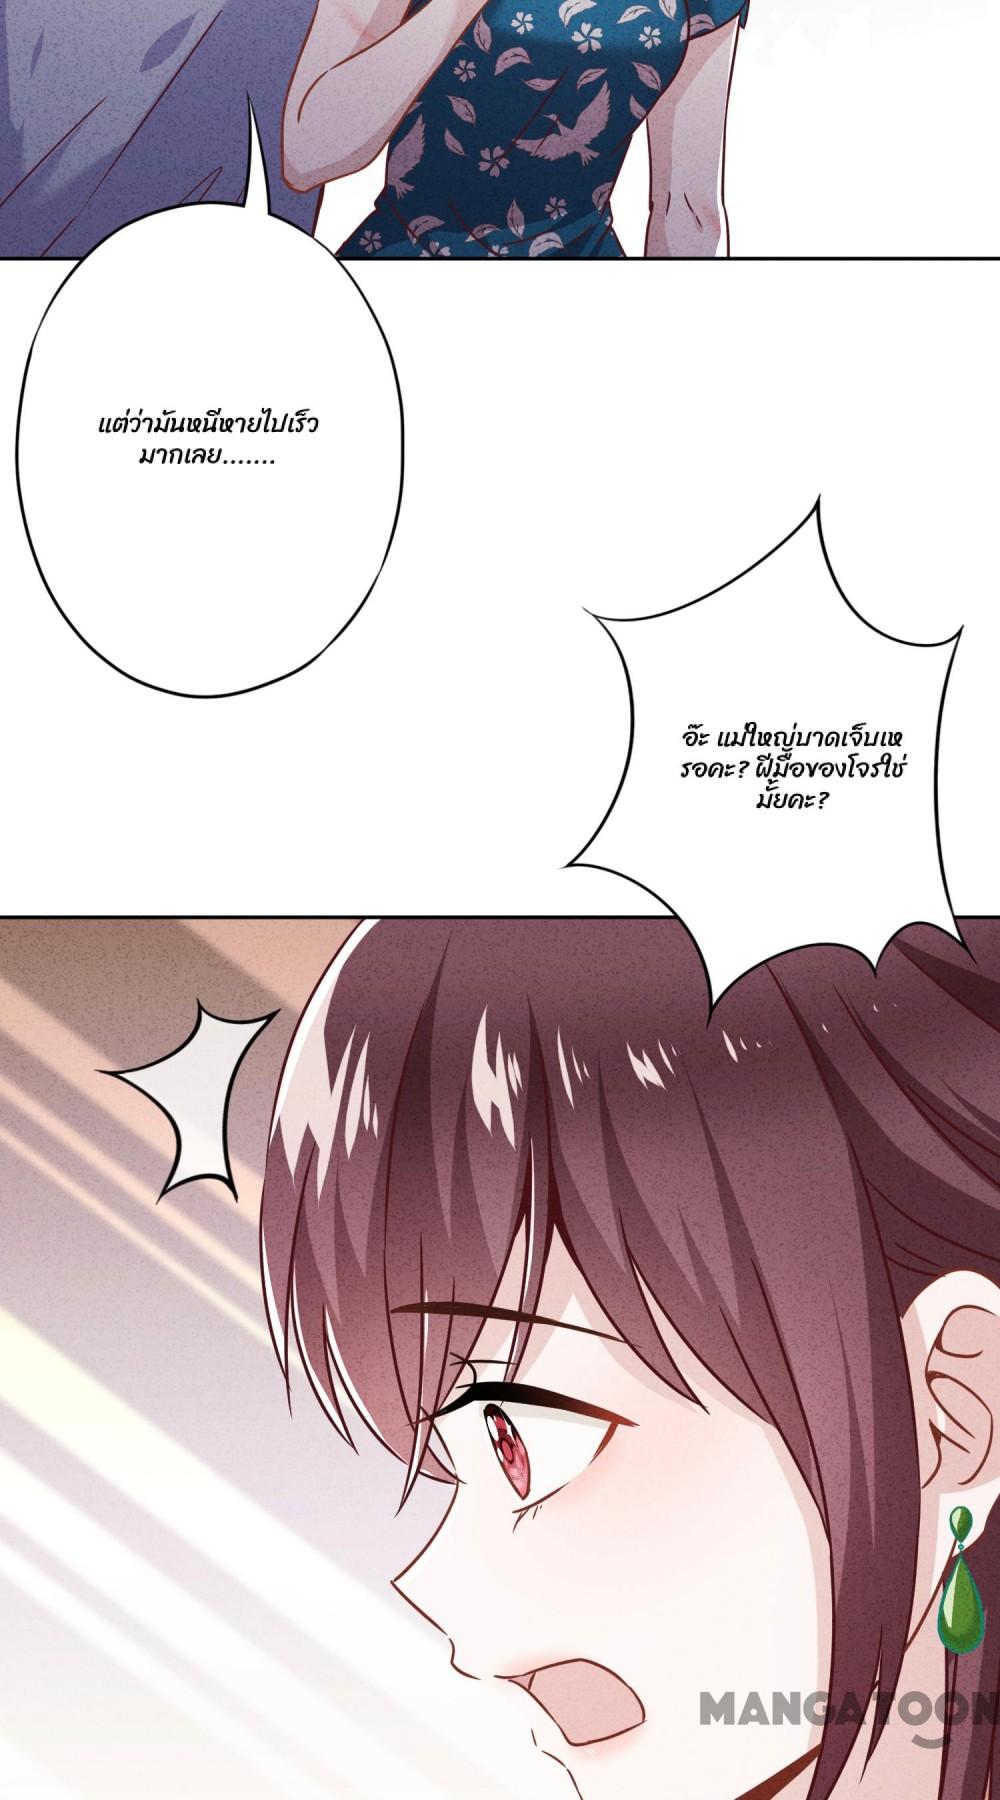 แต่ว่ามันหนีหายไปเร็ว
มากเลย.......
อ๊ะ แม่ใหญ่บาดเจ็บเห
รอคะ? ฝีมือของโจรใช่
มั้ยคะ?
MANGATOON